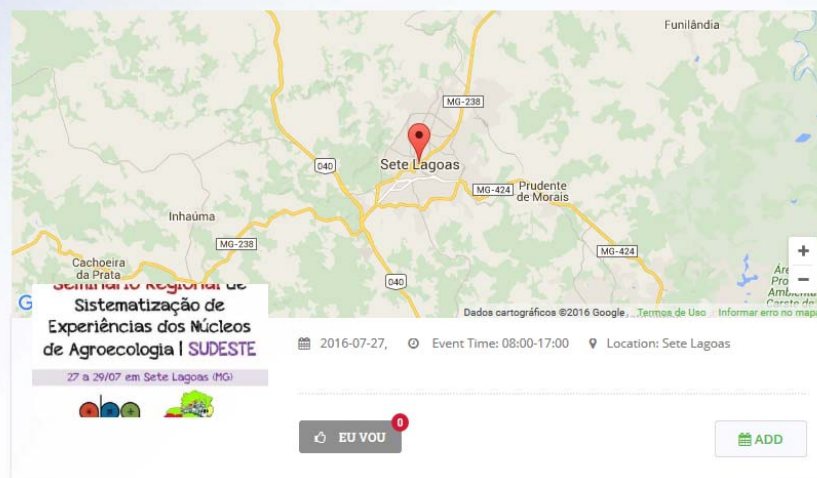 Funilândia
MG-238
040
Sete Lagoas
MG-424
Prudente
de Morais
Inhaúma
MG-238
MG-424
Cachoeira
da Prata
040
+
−
Dados cartográficos ©2016 Google
Termos de Uso
Informar erro no mapa
Seminário Regional de
Sistematização de
Experiências dos Núcleos
de Agroecologia | SUDESTE
27 a 29/07 em Sete Lagoas (MG)
2016-07-27,
Event Time: 08:00-17:00
Location: Sete Lagoas
0
EU VOU
ADD